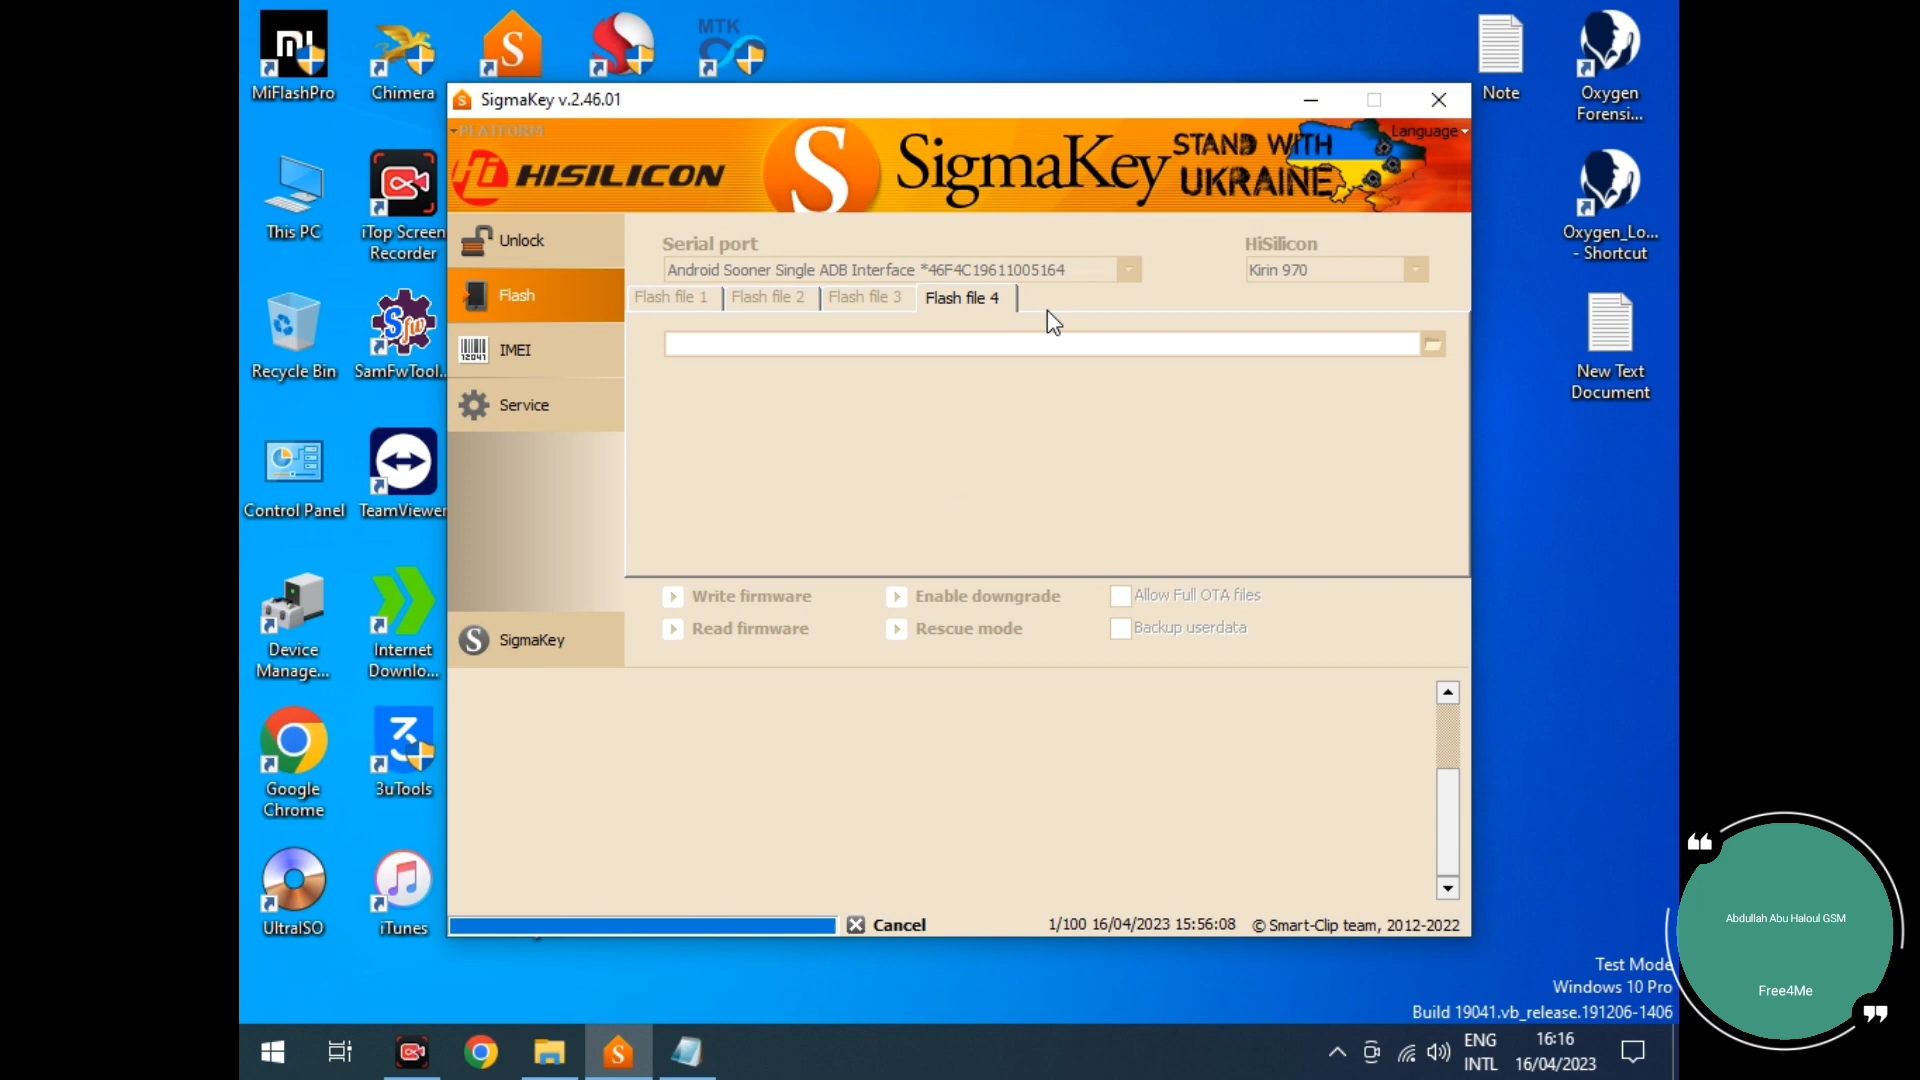 MiFlashPro
Chimera
MTK
Note
Oxygen
Forensi...
This PC
iTop Screen
Recorder
Oxygen_Lo...
- Shortcut
Recycle Bin
SamFwTool...
New Text
Document
Control Panel
TeamViewer
Device
Manage...
Internet
Downlo...
Google
Chrome
3uTools
UltraISO
iTunes
SigmaKey v.2.46.01
PLATFORM
HISILICON
S
SigmaKey
STAND WITH
UKRAINE
Language
Unlock
Flash
IMEI
Service
SigmaKey
Serial port
HiSilicon
Android Sooner Single ADB Interface *46F4C19611005164
Kirin 970
Flash file 1
Flash file 2
Flash file 3
Flash file 4
Write firmware
Enable downgrade
Allow Full OTA files
Read firmware
Rescue mode
Backup userdata
Cancel
1/100 16/04/2023 15:56:08
© Smart-Clip team, 2012-2022
Test Mode
Windows 10 Pro
Build 19041.vb_release.191206-1406
ENG
INTL
16:16
16/04/2023
Abdullah Abu Haloul GSM
Free4Me